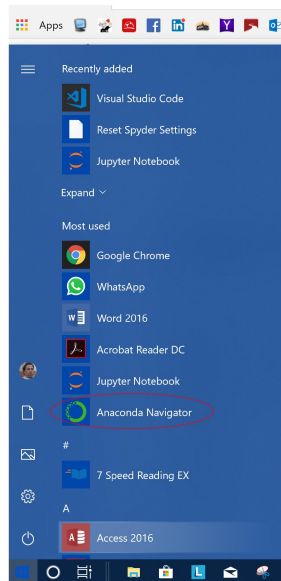 Apps
Recently added
Visual Studio Code
Reset Spyder Settings
Jupyter Notebook
Expand
Most used
Google Chrome
WhatsApp
Word 2016
Acrobat Reader DC
Jupyter Notebook
Anaconda Navigator
#
7 Speed Reading EX
A
Access 2016